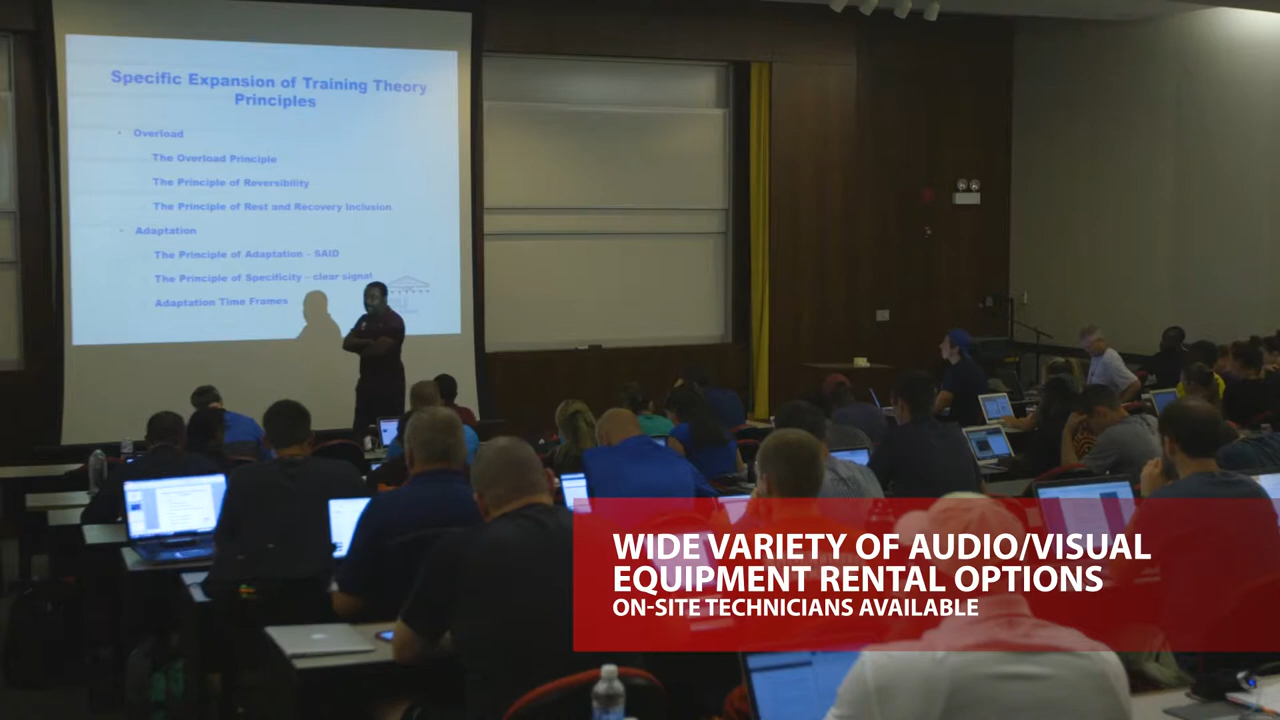 Specific Expansion of Training Theory
Principles
• Overload
The Overload Principle
The Principle of Reversibility
The Principle of Rest and Recovery Inclusion
• Adaptation
The Principle of Adaptation - SAID
The Principle of Specificity - clear signal
Adaptation Time Frames
WIDE VARIETY OF AUDIO/VISUAL
EQUIPMENT RENTAL OPTIONS
ON-SITE TECHNICIANS AVAILABLE